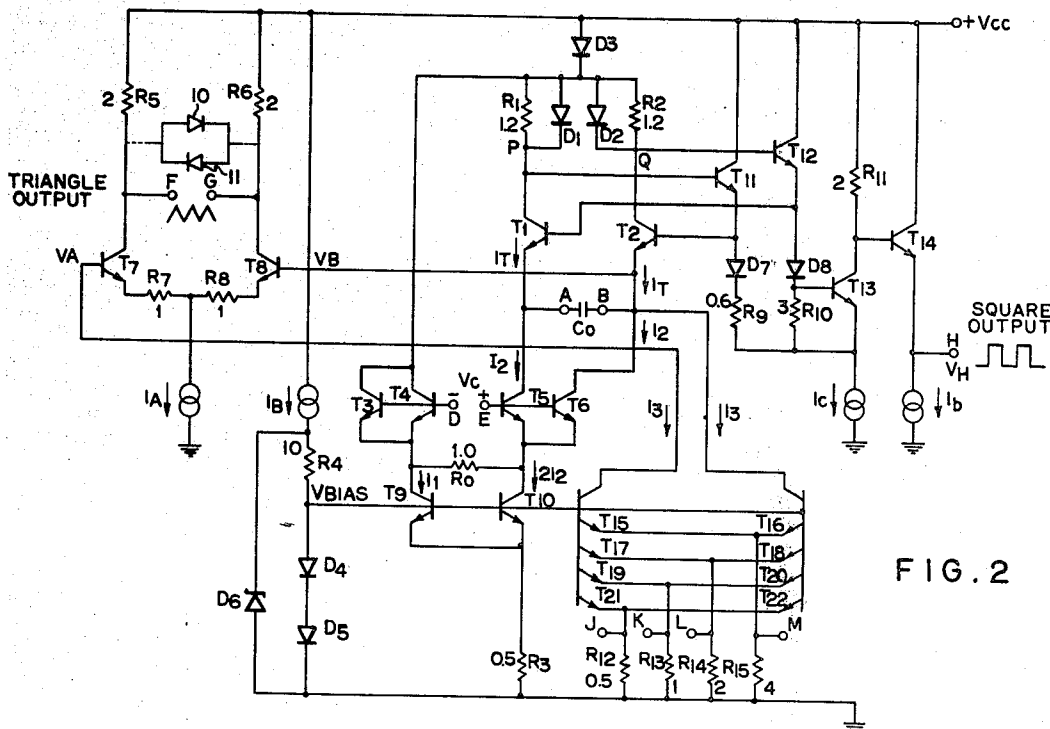 +Vcc
D3
R5
2
10
R6
2
R1
1.2
D1
D2
R2
1.2
P
Q
T12
11
T11
R11
2
TRIANGLE
OUTPUT
F
G
T1
T2
T14
VA
T7
T8
VB
IT
IT
D7
D8
T13
R7
1
R8
1
A
B
Co
0.6
R9
3
R10
SQUARE
OUTPUT
I2
I2
H
VH
IA
IB
T3
T4
Vc
-
D
+
E
T5
T6
I3
I3
Ic
Ib
10
R4
1.0
Ro
I1
2I2
VBIAS
T9
T10
T15
T16
T17
T18
T19
T20
T21
T22
FIG. 2
D4
D6
D5
J
K
L
M
0.5
R3
R12
0.5
R13
1
R14
2
R15
4